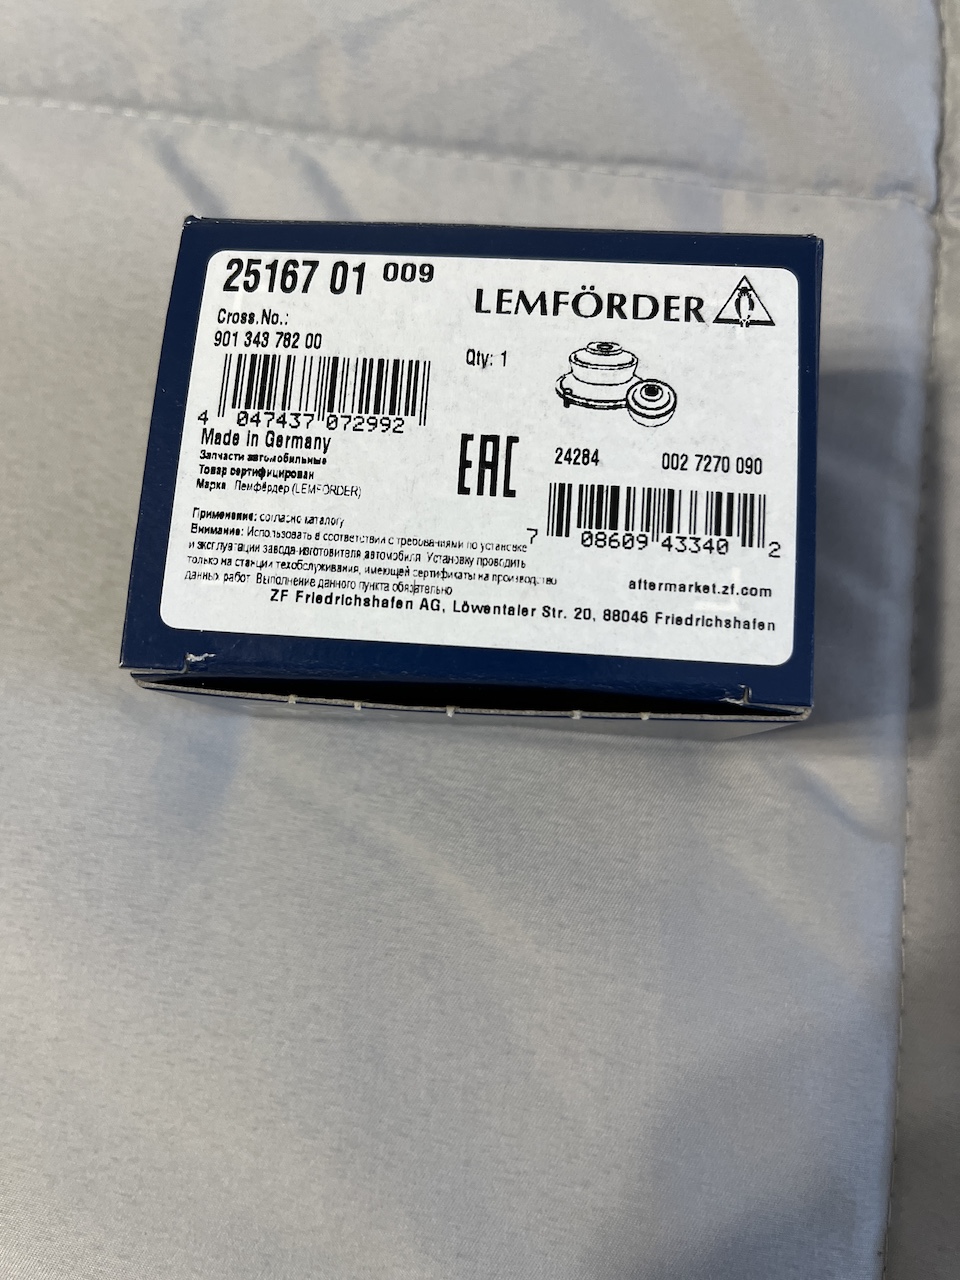 25167 01 009
LEMFÖRDER
Cross.No.:
901 343 782 00
Qty: 1
4 047437 072992
Made in Germany
Запчасти автомобильные
Товар сертифицирован
Марка Лемфёрдер (LEMFÖRDER)
EAC
24284 002 7270 090
7 08609 43340 2
Применение: согласно каталогу
Внимание: Использовать в соответствии с требованиями по установке
и эксплуатации завода-изготовителя автомобиля. Установку проводить
только на станции техобслуживания, имеющей сертификаты на производство
данных работ. Выполнение данного пункта обязательно
aftermarket.zf.com
ZF Friedrichshafen AG, Löwentaler Str. 20, 88046 Friedrichshafen